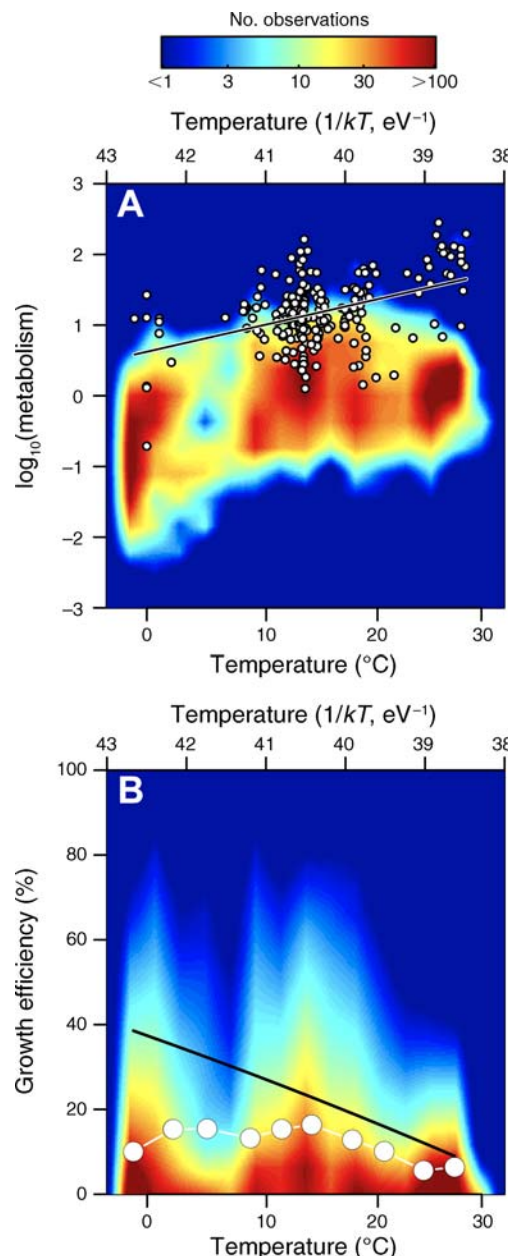 No. observations
<1 3 10 30 >100
Temperature (1/kT, eV⁻¹)
43 42 41 40 39 38
A
3
2
1
0
−1
−2
−3
log₁₀(metabolism)
0 10 20 30
Temperature (°C)
Temperature (1/kT, eV⁻¹)
43 42 41 40 39 38
B
100
80
60
40
20
0
Growth efficiency (%)
0 10 20 30
Temperature (°C)